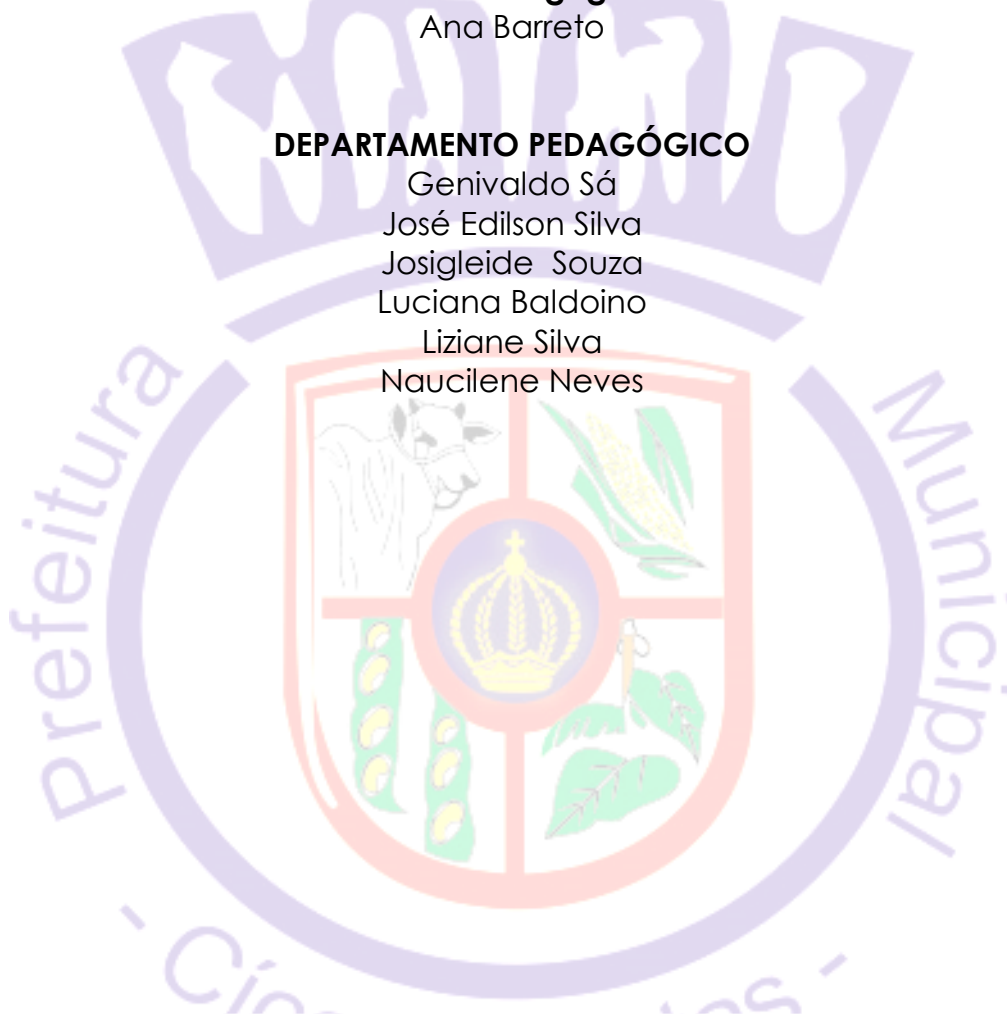 Ana Barreto
DEPARTAMENTO PEDAGÓGICO
Genivaldo Sá
José Edilson Silva
Josigleide Souza
Luciana Baldoino
Liziane Silva
Naucilene Neves
Prefeitura
Municipal